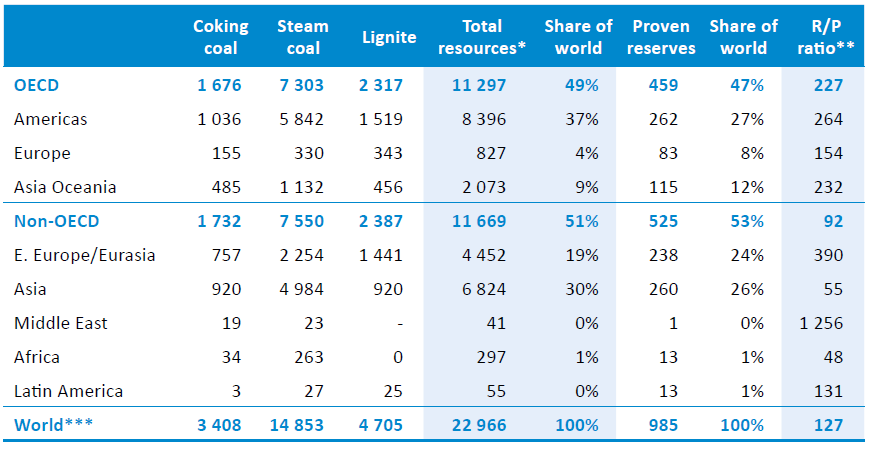 Coking coal Steam coal Lignite Total resources* Share of world Proven reserves Share of world R/P ratio**
OECD 1 676 7 303 2 317 11 297 49% 459 47% 227
Americas 1 036 5 842 1 519 8 396 37% 262 27% 264
Europe 155 330 343 827 4% 83 8% 154
Asia Oceania 485 1 132 456 2 073 9% 115 12% 232
Non-OECD 1 732 7 550 2 387 11 669 51% 525 53% 92
E. Europe/Eurasia 757 2 254 1 441 4 452 19% 238 24% 390
Asia 920 4 984 920 6 824 30% 260 26% 55
Middle East 19 23 - 41 0% 1 0% 1 256
Africa 34 263 0 297 1% 13 1% 48
Latin America 3 27 25 55 0% 13 1% 131
World*** 3 408 14 853 4 705 22 966 100% 985 100% 127